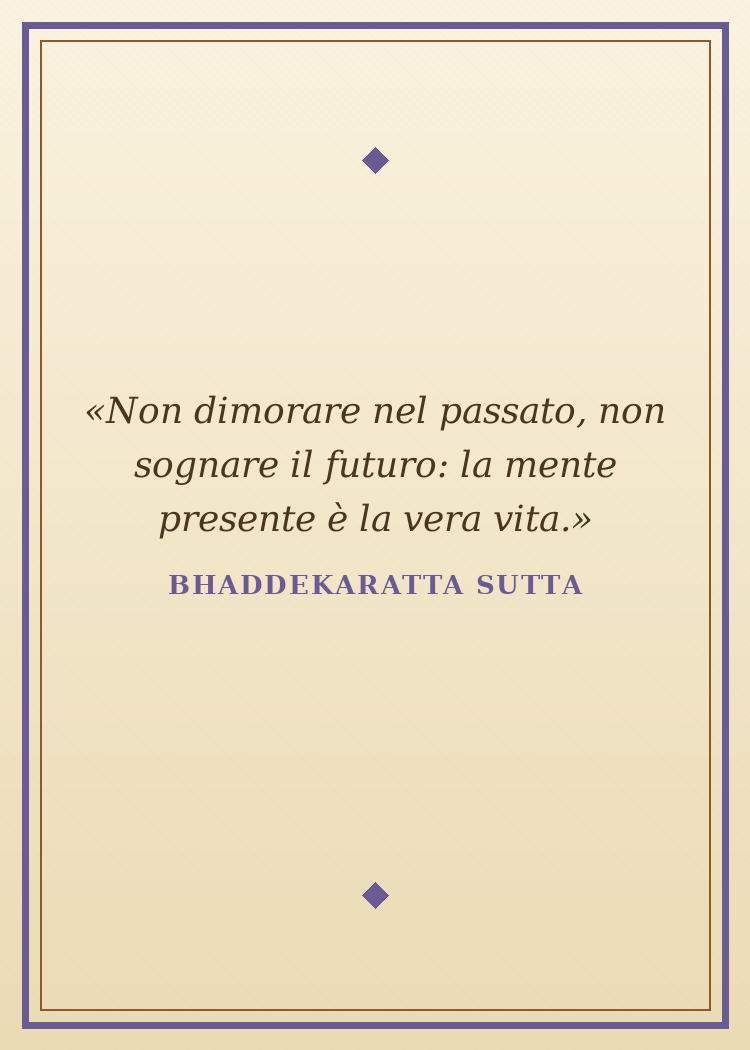 «Non dimorare nel passato, non
sognare il futuro: la mente
presente è la vera vita.»
BHADDEKARATTA SUTTA